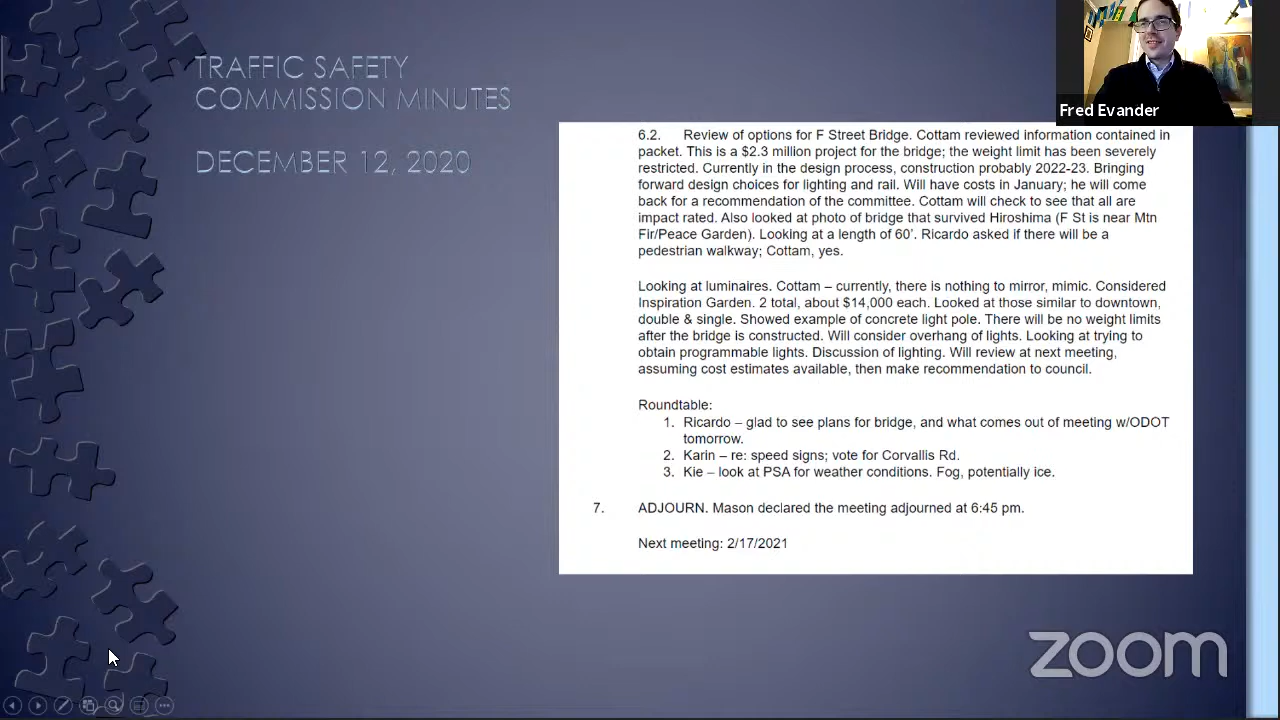 TRAFFIC SAFETY
COMMISSION MINUTES
DECEMBER 12, 2020
Fred Evander
6.2. Review of options for F Street Bridge. Cottam reviewed information contained in
packet. This is a $2.3 million project for the bridge; the weight limit has been severely
restricted. Currently in the design process, construction probably 2022-23. Bringing
forward design choices for lighting and rail. Will have costs in January; he will come
back for a recommendation of the committee. Cottam will check to see that all are
impact rated. Also looked at photo of bridge that survived Hiroshima (F St is near Mtn
Fir/Peace Garden). Looking at a length of 60'. Ricardo asked if there will be a
pedestrian walkway; Cottam, yes.
Looking at luminaires. Cottam – currently, there is nothing to mirror, mimic. Considered
Inspiration Garden. 2 total, about $14,000 each. Looked at those similar to downtown,
double & single. Showed example of concrete light pole. There will be no weight limits
after the bridge is constructed. Will consider overhang of lights. Looking at trying to
obtain programmable lights. Discussion of lighting. Will review at next meeting,
assuming cost estimates available, then make recommendation to council.
Roundtable:
1. Ricardo – glad to see plans for bridge, and what comes out of meeting w/ODOT
tomorrow.
2. Karin – re: speed signs; vote for Corvallis Rd.
3. Kie – look at PSA for weather conditions. Fog, potentially ice.
7. ADJOURN. Mason declared the meeting adjourned at 6:45 pm.
Next meeting: 2/17/2021
zoom